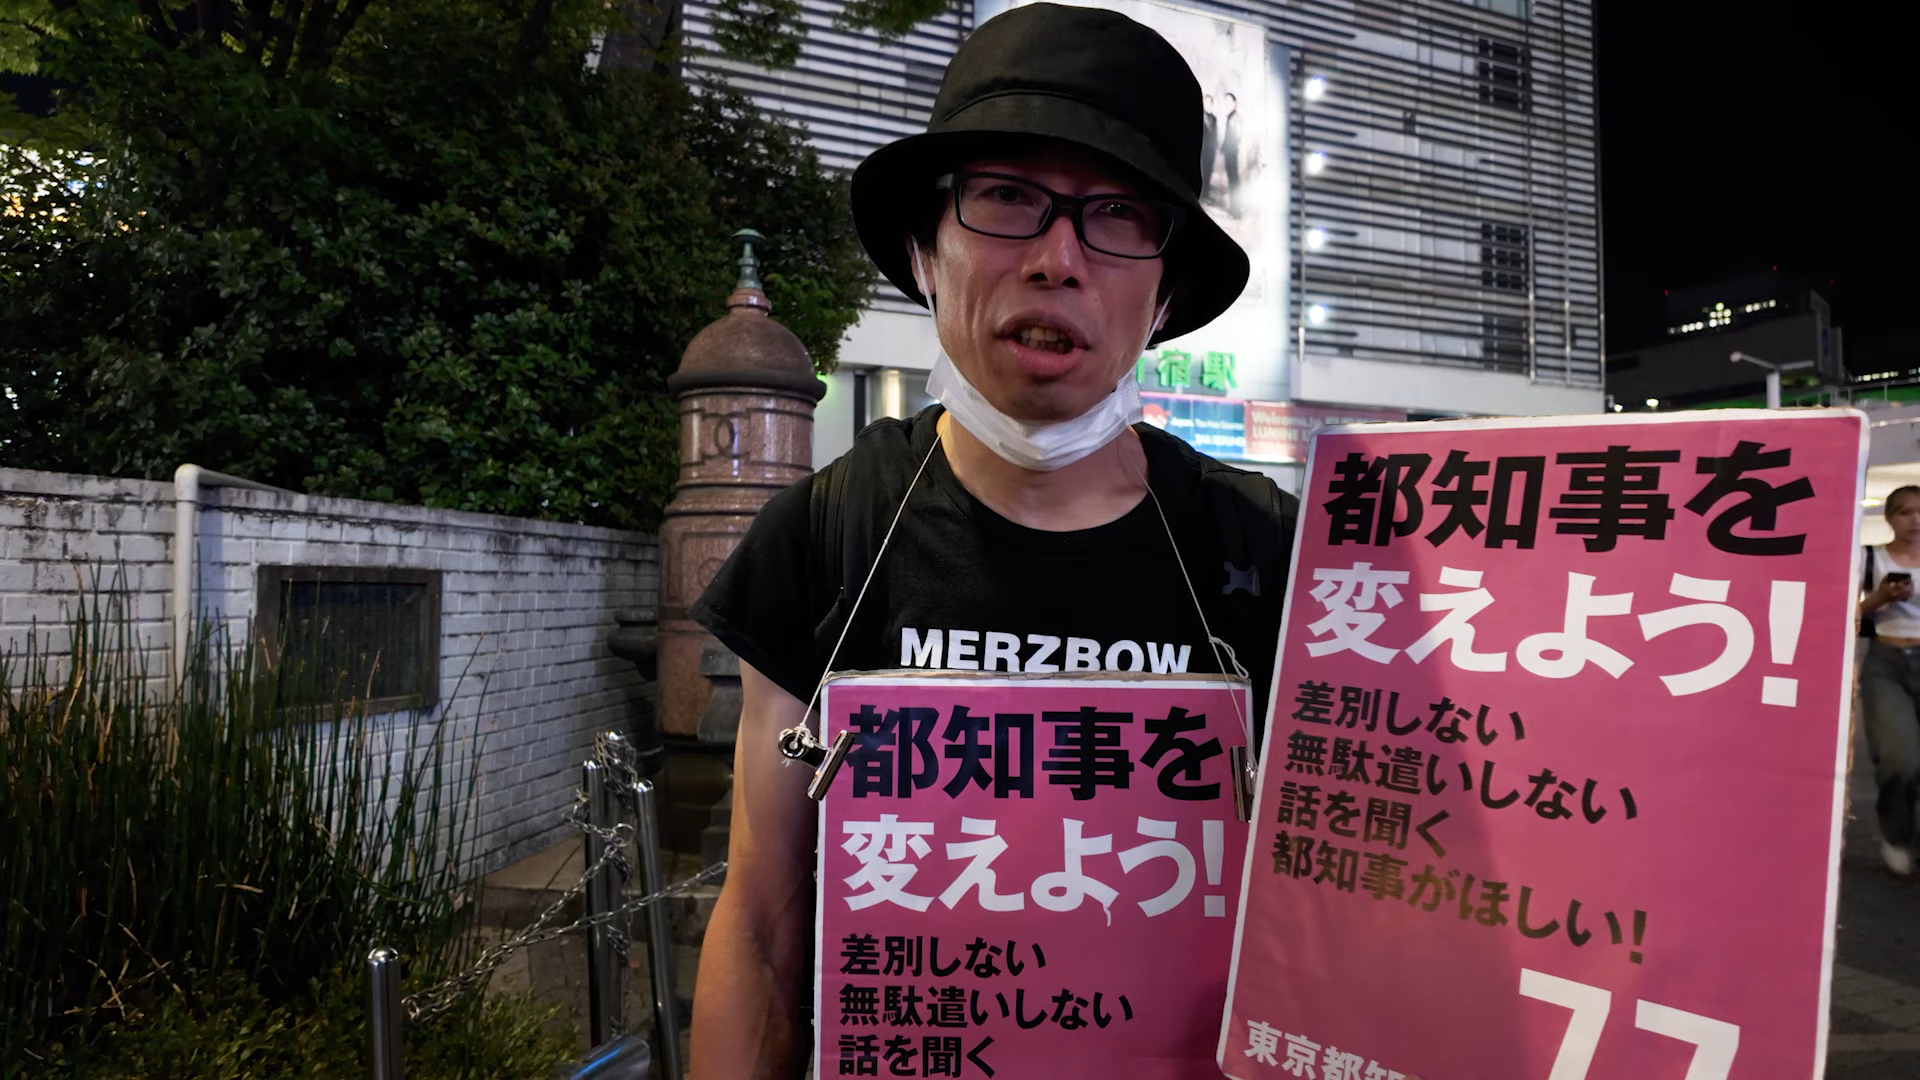 宿駅
MERZBOW
都知事を
変えよう!
差別しない
無駄遣いしない
話を聞く
都知事を
変えよう!
差別しない
無駄遣いしない
話を聞く
都知事がほしい!
77
東京都知